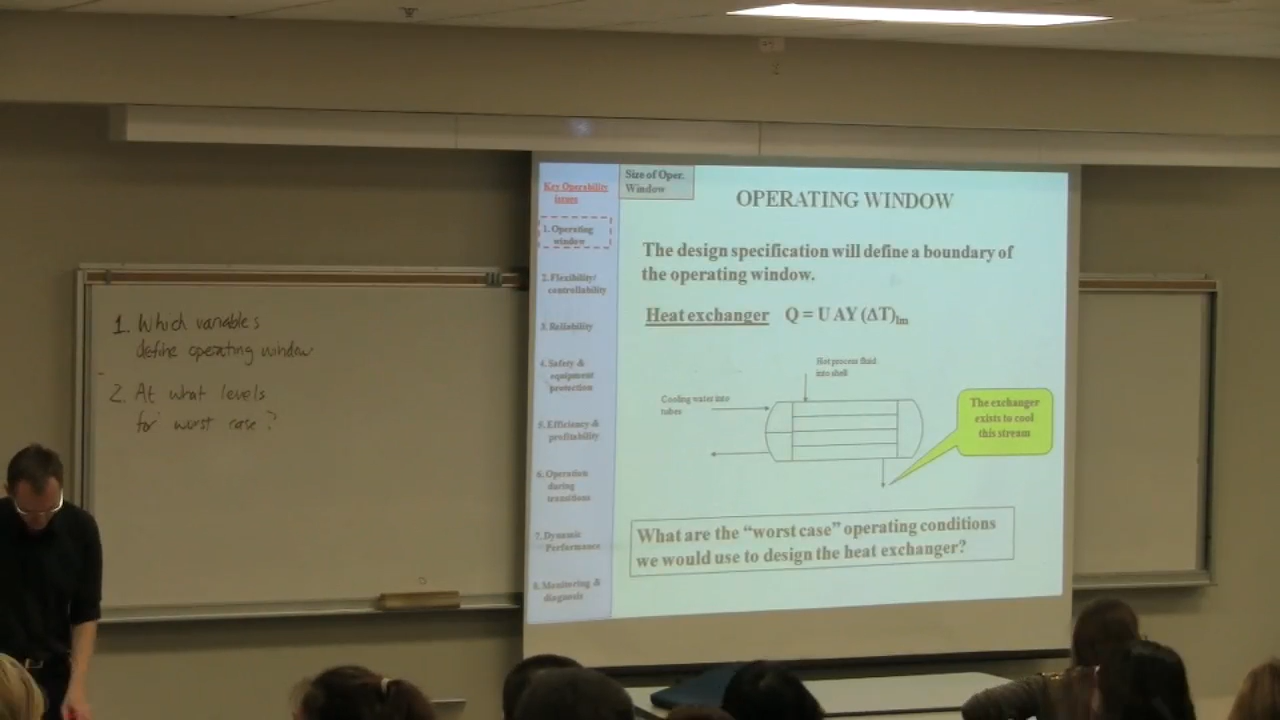 1. Which variables
define operating window
2. At what levels
for worst case?
Key Operability
issues
1. Operating
window
2. Flexibility/
controllability
3. Reliability
4. Safety &
equipment
protection
5. Efficiency &
profitability
6. Operation
during
transitions
7. Dynamic
Performance
8. Monitoring &
diagnosis
Size of Oper.
Window
OPERATING WINDOW
The design specification will define a boundary of
the operating window.
Heat exchanger Q = U AY (ΔT)lm
Hot process fluid
into shell
Cooling water into
tubes
The exchanger
exists to cool
this stream
What are the “worst case” operating conditions
we would use to design the heat exchanger?